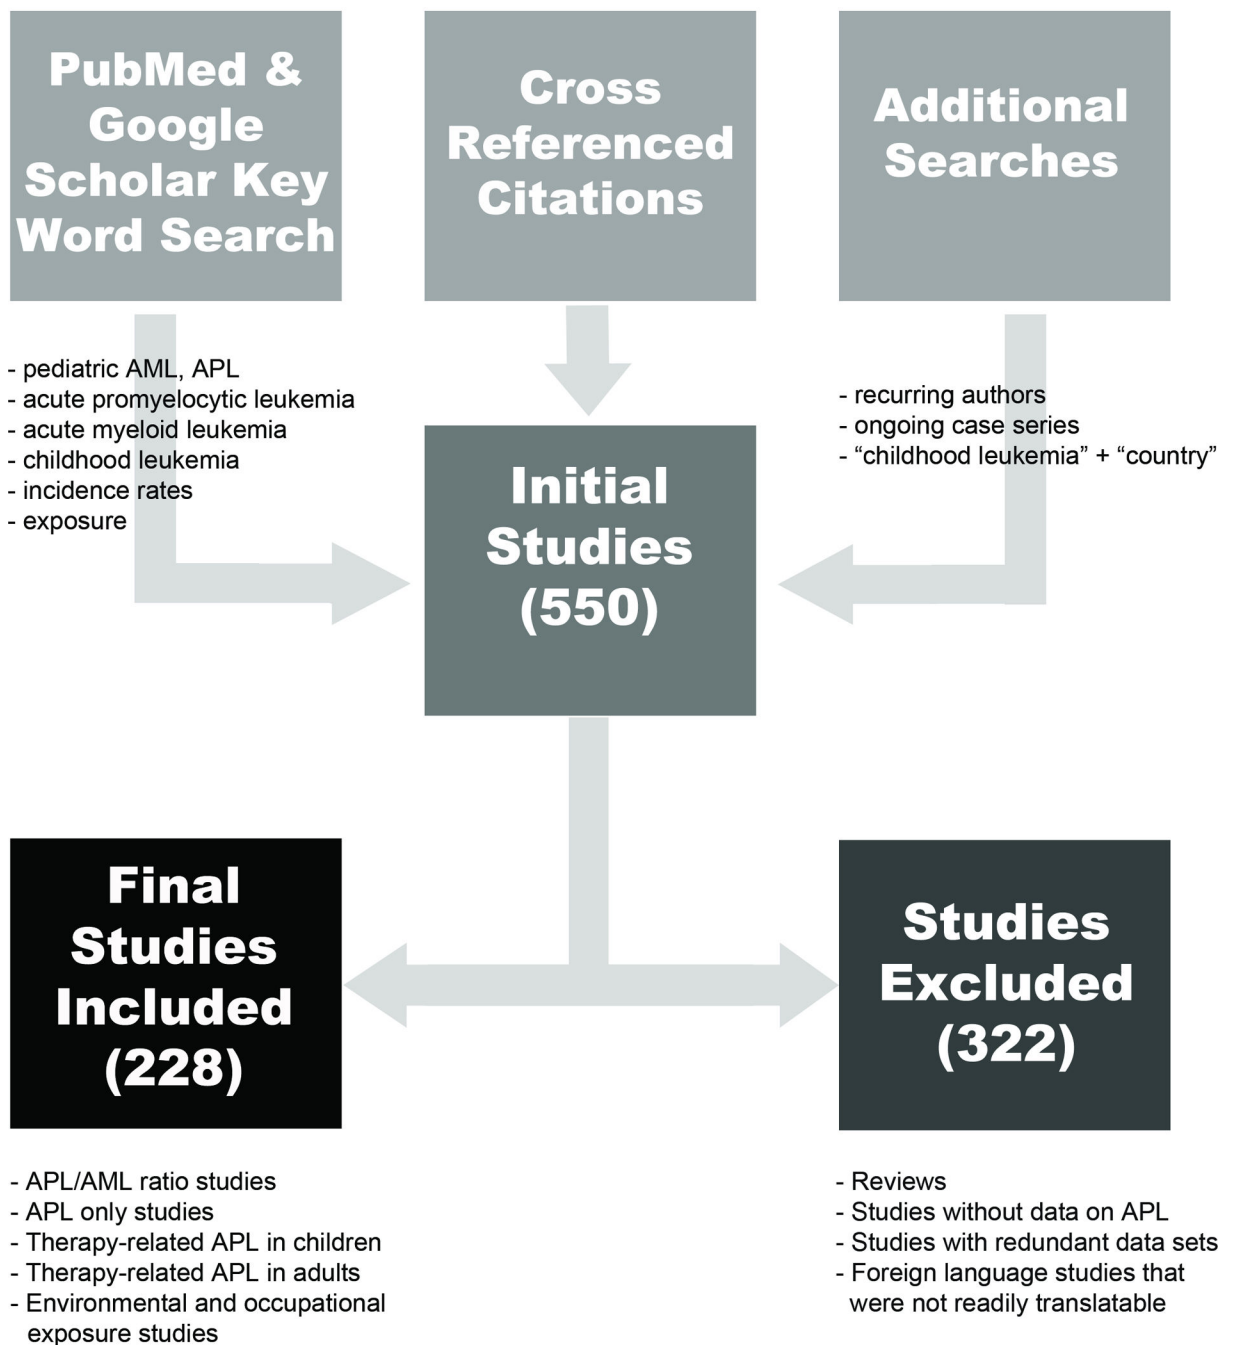 PubMed &
Google
Scholar Key
Word Search
Cross
Referenced
Citations
Additional
Searches
- pediatric AML, APL
- acute promyelocytic leukemia
- acute myeloid leukemia
- childhood leukemia
- incidence rates
- exposure
- recurring authors
- ongoing case series
- “childhood leukemia” + “country”
Initial
Studies
(550)
Final
Studies
Included
(228)
Studies
Excluded
(322)
- APL/AML ratio studies
- APL only studies
- Therapy-related APL in children
- Therapy-related APL in adults
- Environmental and occupational
exposure studies
- Reviews
- Studies without data on APL
- Studies with redundant data sets
- Foreign language studies that
were not readily translatable